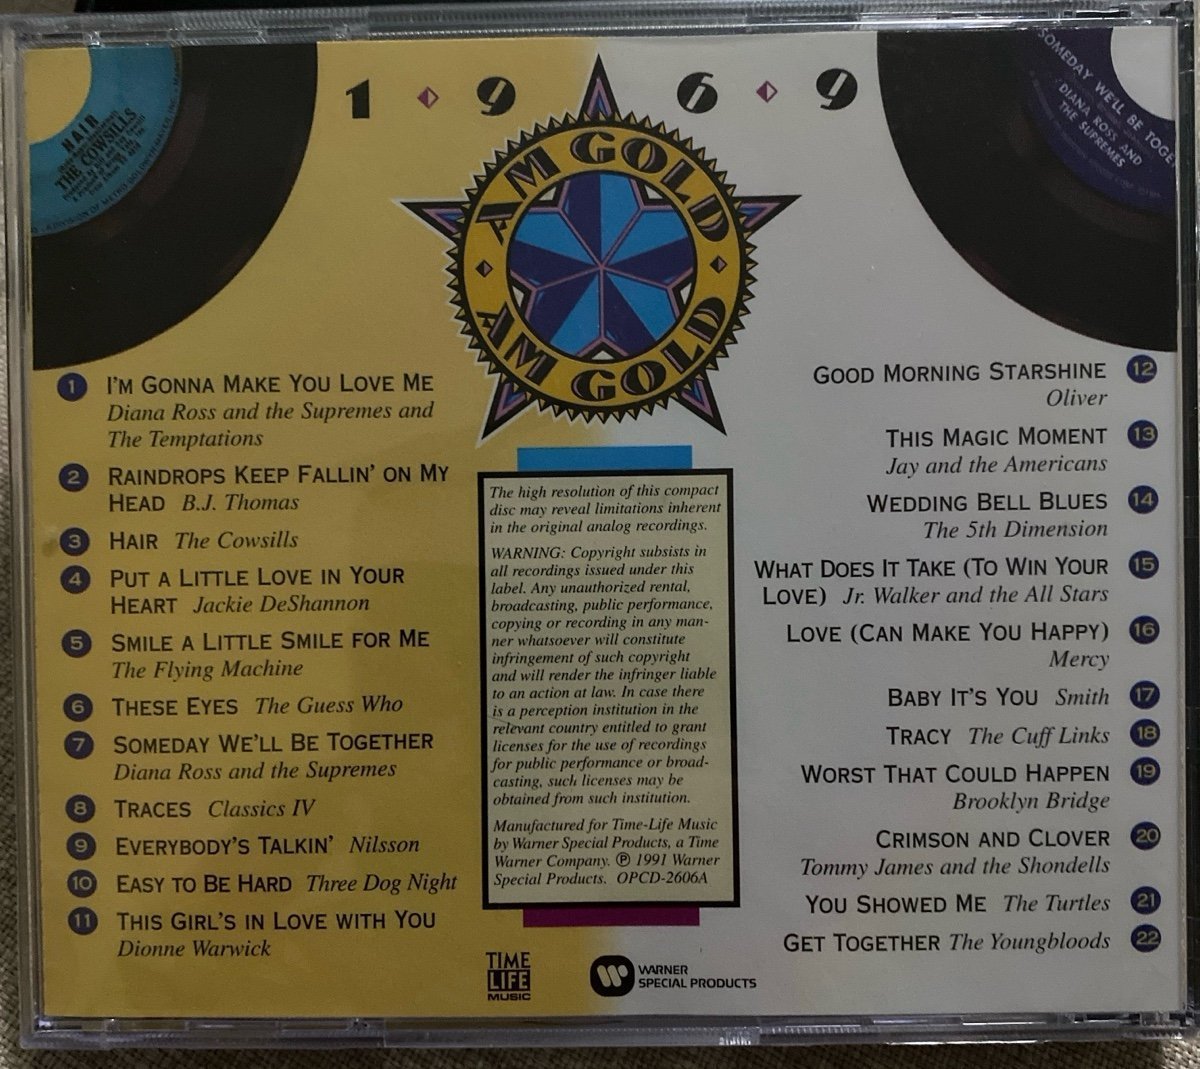 1 9 6 9
AM GOLD
AM GOLD
HAIR
THE COWSILLS
SOMEDAY WE'LL BE TOGE
DIANA ROSS AND
THE SUPREMES
1 I'M GONNA MAKE YOU LOVE ME
Diana Ross and the Supremes and
The Temptations
2 RAINDROPS KEEP FALLIN' ON MY
HEAD B.J. Thomas
3 HAIR The Cowsills
4 PUT A LITTLE LOVE IN YOUR
HEART Jackie DeShannon
5 SMILE A LITTLE SMILE FOR ME
The Flying Machine
6 THESE EYES The Guess Who
7 SOMEDAY WE'LL BE TOGETHER
Diana Ross and the Supremes
8 TRACES Classics IV
9 EVERYBODY'S TALKIN' Nilsson
10 EASY TO BE HARD Three Dog Night
11 THIS GIRL'S IN LOVE WITH YOU
Dionne Warwick
The high resolution of this compact
disc may reveal limitations inherent
in the original analog recordings.
WARNING: Copyright subsists in
all recordings issued under this
label. Any unauthorized rental,
broadcasting, public performance,
copying or recording in any man-
ner whatsoever will constitute
infringement of such copyright
and will render the infringer liable
to an action at law. In case there
is a perception institution in the
relevant country entitled to grant
licenses for the use of recordings
for public performance or broad-
casting, such licenses may be
obtained from such institution.
Manufactured for Time-Life Music
by Warner Special Products, a Time
Warner Company. ℗ 1991 Warner
Special Products. OPCD-2606A
GOOD MORNING STARSHINE 12
Oliver
THIS MAGIC MOMENT 13
Jay and the Americans
WEDDING BELL BLUES 14
The 5th Dimension
WHAT DOES IT TAKE (TO WIN YOUR 15
LOVE) Jr. Walker and the All Stars
LOVE (CAN MAKE YOU HAPPY) 16
Mercy
BABY IT'S YOU Smith 17
TRACY The Cuff Links 18
WORST THAT COULD HAPPEN 19
Brooklyn Bridge
CRIMSON AND CLOVER 20
Tommy James and the Shondells
YOU SHOWED ME The Turtles 21
GET TOGETHER The Youngbloods 22
TIME
LIFE
MUSIC
WARNER
SPECIAL PRODUCTS